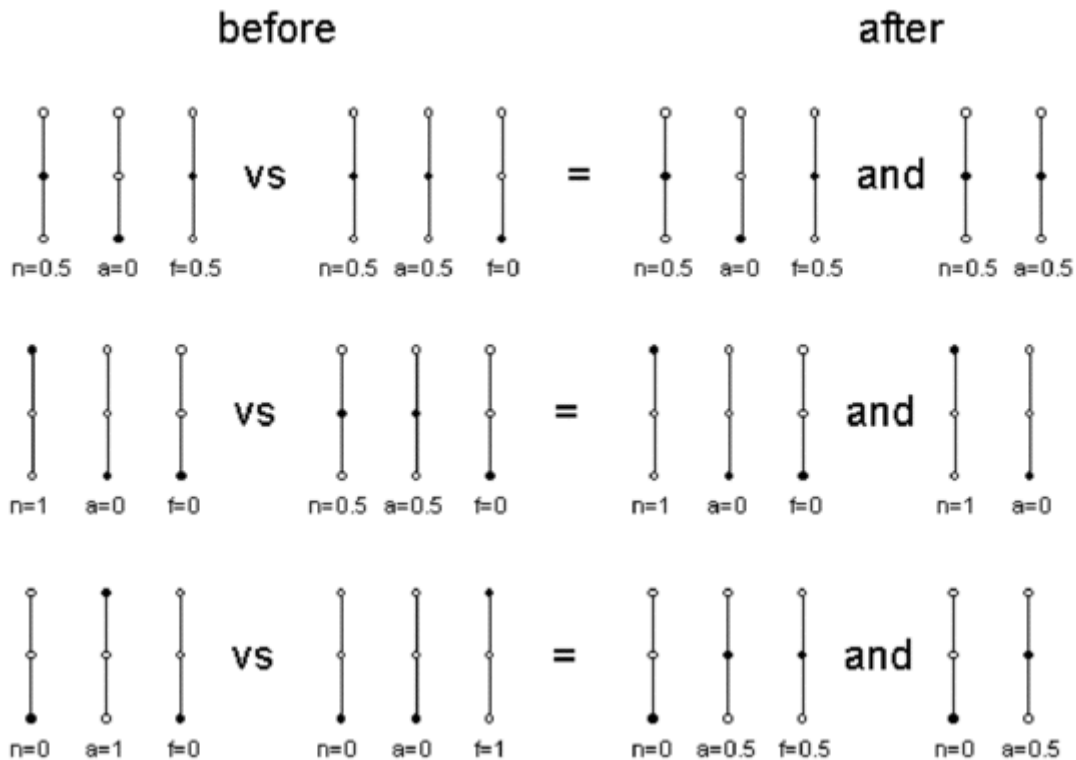 before after
vs = and
n=0.5 a=0 f=0.5 n=0.5 a=0.5 f=0 n=0.5 a=0 f=0.5 n=0.5 a=0.5
vs = and
n=1 a=0 f=0 n=0.5 a=0.5 f=0 n=1 a=0 f=0 n=1 a=0
vs = and
n=0 a=1 f=0 n=0 a=0 f=1 n=0 a=0.5 f=0.5 n=0 a=0.5